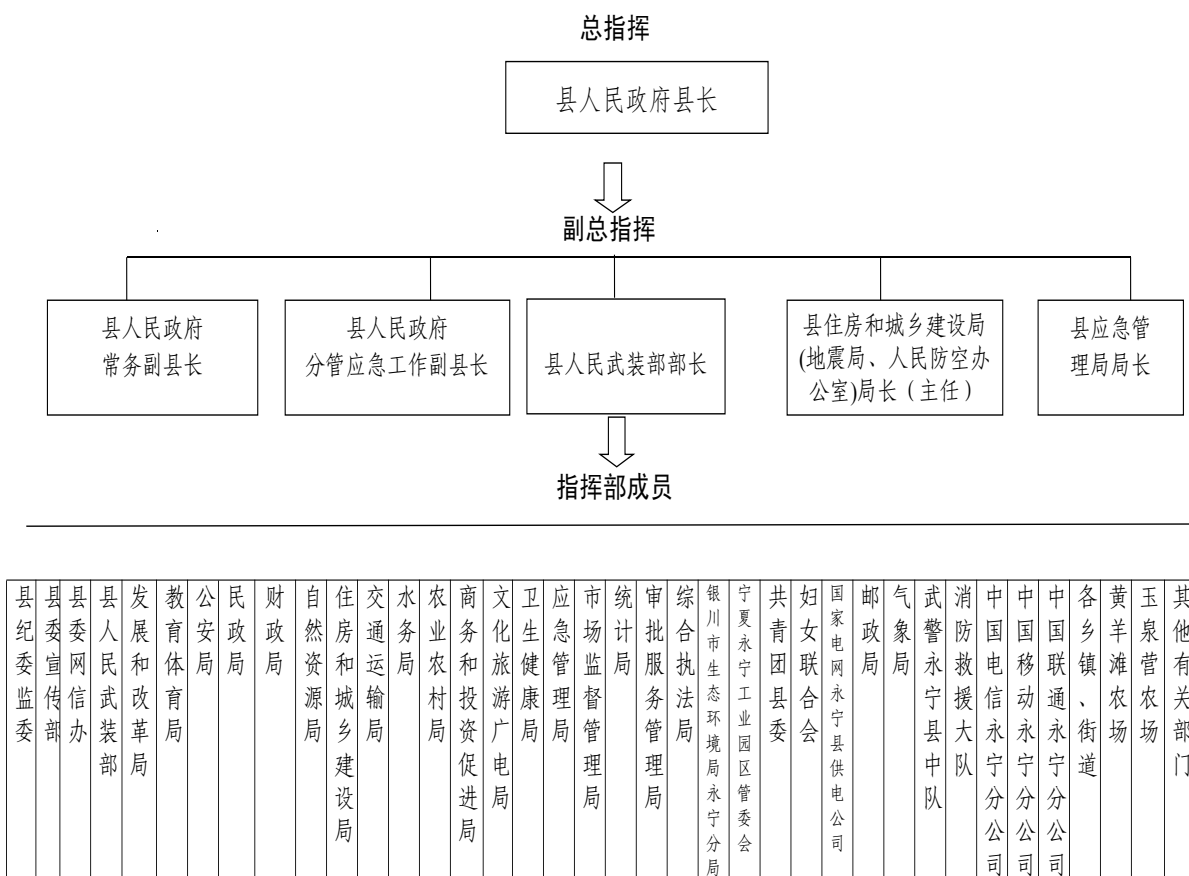 总指挥
县人民政府县长
副总指挥
县人民政府
常务副县长
县人民政府
分管应急工作副县长
县人民武装部部长
县住房和城乡建设局
(地震局、人民防空办
公室)局长（主任）
县应急管
理局局长
指挥部成员
县纪委监委
县委宣传部
县委网信办
县人民武装部
发展和改革局
教育体育局
公安局
民政局
财政局
自然资源局
住房和城乡建设局
交通运输局
水务局
农业农村局
商务和投资促进局
文化旅游广电局
卫生健康局
应急管理局
市场监督管理局
统计局
审批服务管理局
综合执法局
银川市生态环境局永宁分局
宁夏永宁工业园区管委会
共青团县委
妇女联合会
国家电网永宁县供电公司
邮政局
气象局
武警永宁县中队
消防救援大队
中国电信永宁分公司
中国移动永宁分公司
中国联通永宁分公司
各乡镇、街道
黄羊滩农场
玉泉营农场
其他有关部门